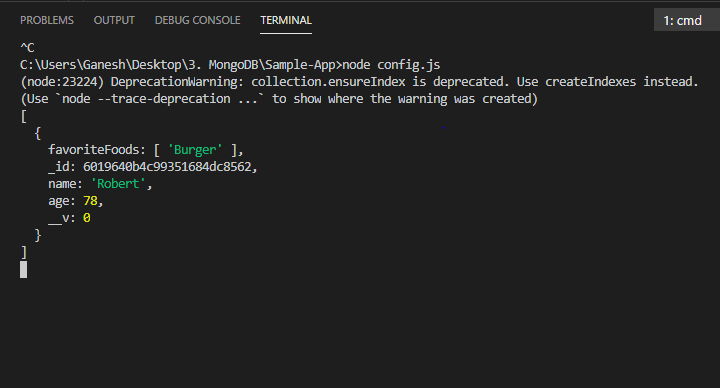 PROBLEMS OUTPUT DEBUG CONSOLE TERMINAL 1: cmd
^C
C:\Users\Ganesh\Desktop\3. MongoDB\Sample-App>node config.js
(node:23224) DeprecationWarning: collection.ensureIndex is deprecated. Use createIndexes instead.
(Use `node --trace-deprecation ...` to show where the warning was created)
[
  {
    favoriteFoods: [ 'Burger' ],
    _id: 6019640b4c99351684dc8562,
    name: 'Robert',
    age: 78,
    __v: 0
  }
]